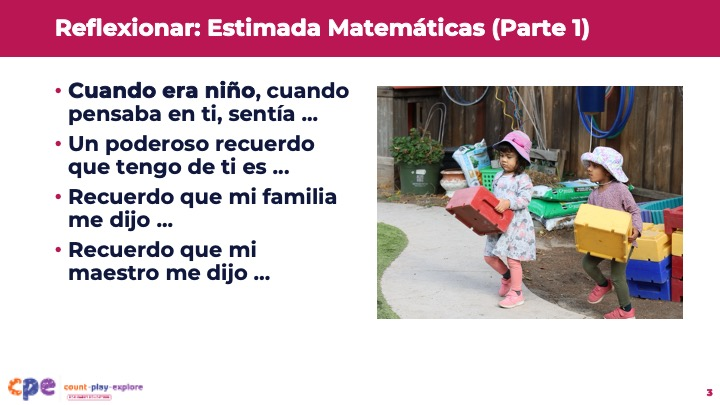 Reflexionar: Estimada Matemáticas (Parte 1)
• Cuando era niño, cuando
pensaba en ti, sentía ...
• Un poderoso recuerdo
que tengo de ti es ...
• Recuerdo que mi familia
me dijo ...
• Recuerdo que mi
maestro me dijo ...
cpe count·play·explore
3